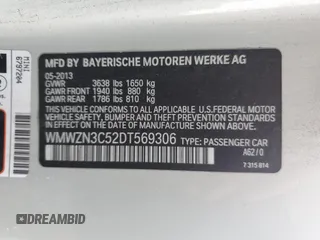 MINI
6797204
MFD BY BAYERISCHE MOTOREN WERKE AG
05-2013
GVWR 3638 lbs 1650 kg
GAWR FRONT 1940 lbs 880 kg
GAWR REAR 1786 lbs 810 kg
THIS VEHICLE CONFORMS TO ALL APPLICABLE U.S.
FEDERAL MOTOR VEHICLE SAFETY,
BUMPER, AND THEFT PREVENTION STANDARDS
IN EFFECT ON THE DATE OF MANUFACTURE SHOWN ABOVE.
WMWZN3C52DT569306 TYPE: PASSENGER CAR
A62/0
7 315 814
DREAMBID